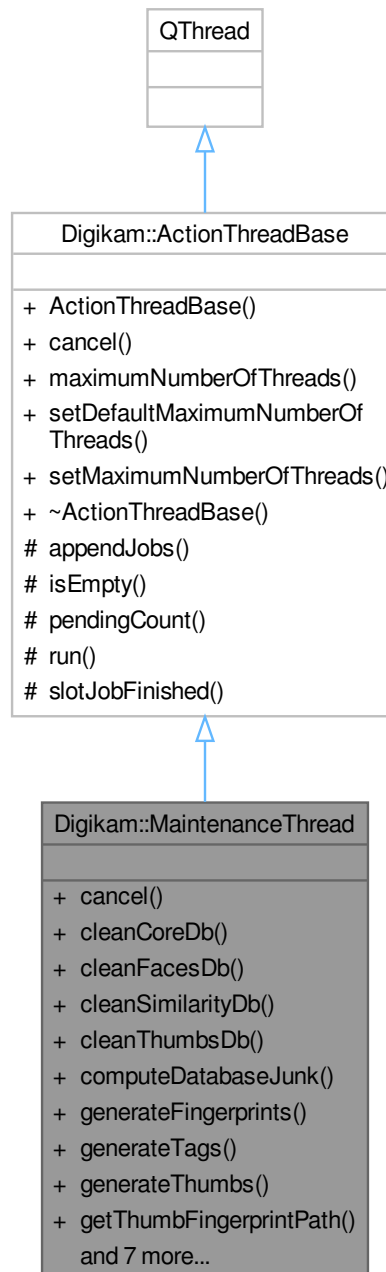 QThread
Digikam::ActionThreadBase
+ ActionThreadBase()
+ cancel()
+ maximumNumberOfThreads()
+ setDefaultMaximumNumberOf
Threads()
+ setMaximumNumberOfThreads()
+ ~ActionThreadBase()
# appendJobs()
# isEmpty()
# pendingCount()
# run()
# slotJobFinished()
Digikam::MaintenanceThread
+ cancel()
+ cleanCoreDb()
+ cleanFacesDb()
+ cleanSimilarityDb()
+ cleanThumbsDb()
+ computeDatabaseJunk()
+ generateFingerprints()
+ generateTags()
+ generateThumbs()
+ getThumbFingerprintPath()
and 7 more...